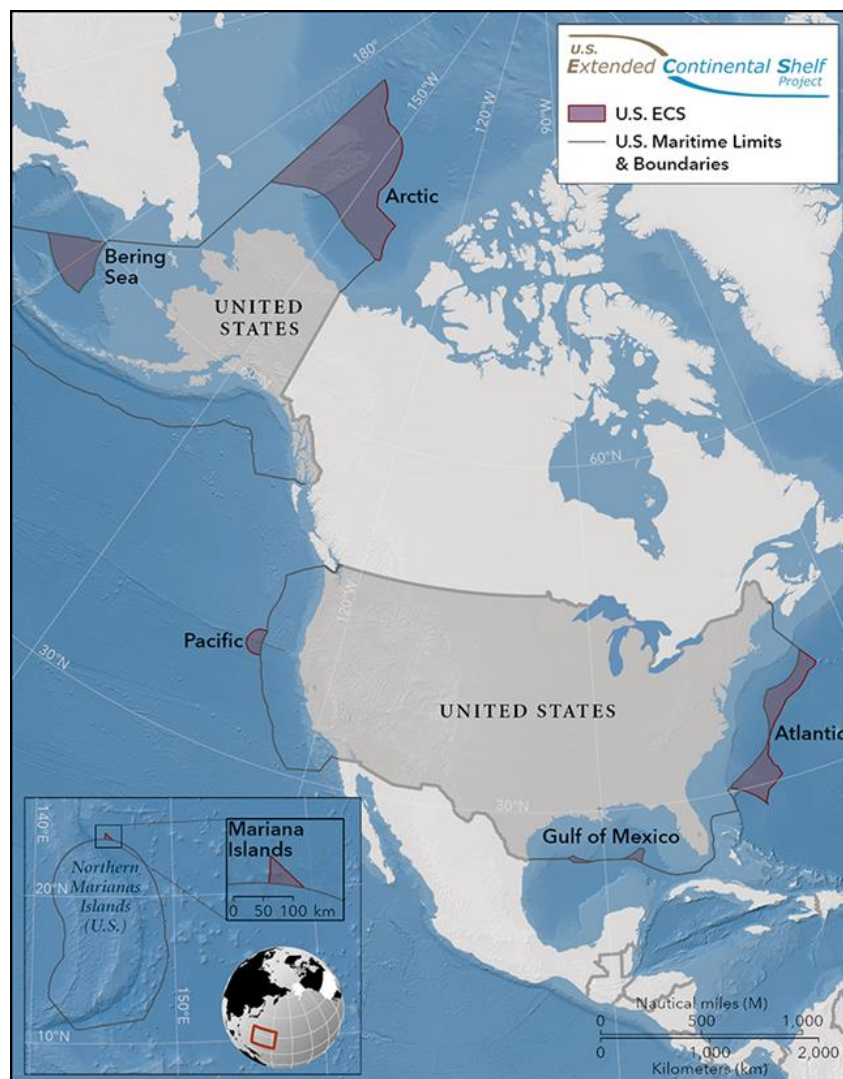 U.S.
Extended Continental Shelf
Project
U.S. ECS
U.S. Maritime Limits
& Boundaries
180°
150°W
120°W
90°W
Arctic
Bering
Sea
UNITED
STATES
60°N
120°W
Pacific
30°N
UNITED STATES
Atlantic
30°N
Gulf of Mexico
140°E
Mariana
Islands
0 50 100 km
Northern
Marianas
Islands
(U.S.)
20°N
150°E
10°N
Nautical miles (M)
0 500 1,000
0 1,000 2,000
Kilometers (km)